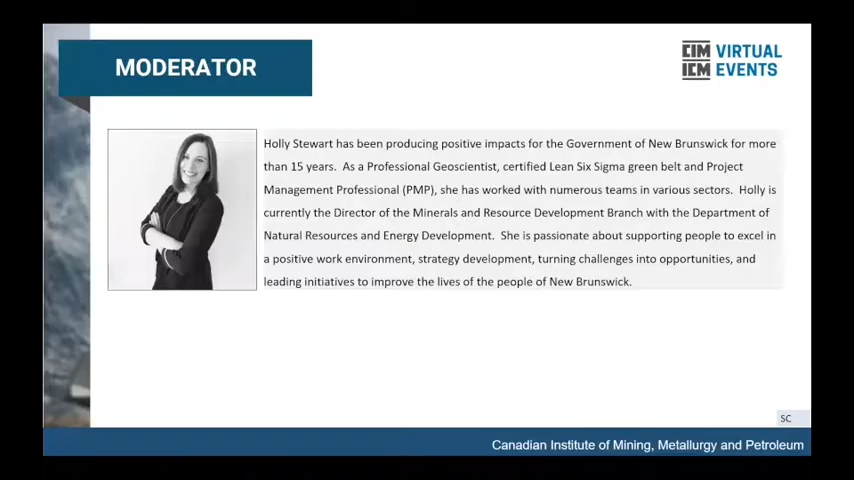 MODERATOR
CIM VIRTUAL
ICM EVENTS
Holly Stewart has been producing positive impacts for the Government of New Brunswick for more
than 15 years. As a Professional Geoscientist, certified Lean Six Sigma green belt and Project
Management Professional (PMP), she has worked with numerous teams in various sectors. Holly is
currently the Director of the Minerals and Resource Development Branch with the Department of
Natural Resources and Energy Development. She is passionate about supporting people to excel in
a positive work environment, strategy development, turning challenges into opportunities, and
leading initiatives to improve the lives of the people of New Brunswick.
SC
Canadian Institute of Mining, Metallurgy and Petroleum